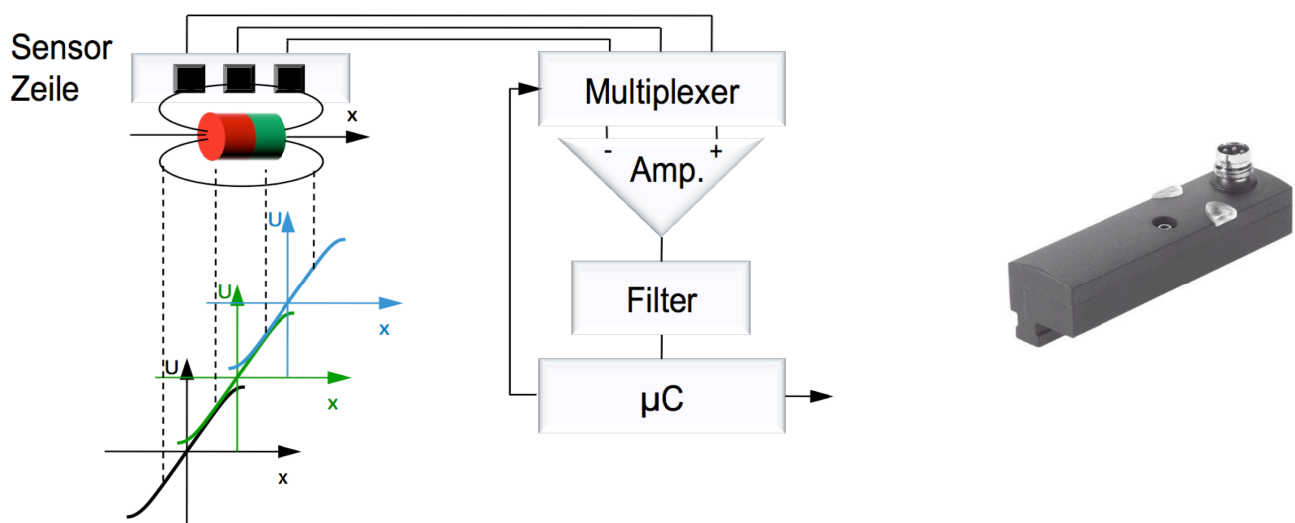 Sensor
Zeile
x
Multiplexer
- +
Amp.
Filter
µC
U
x
U
x
U
x